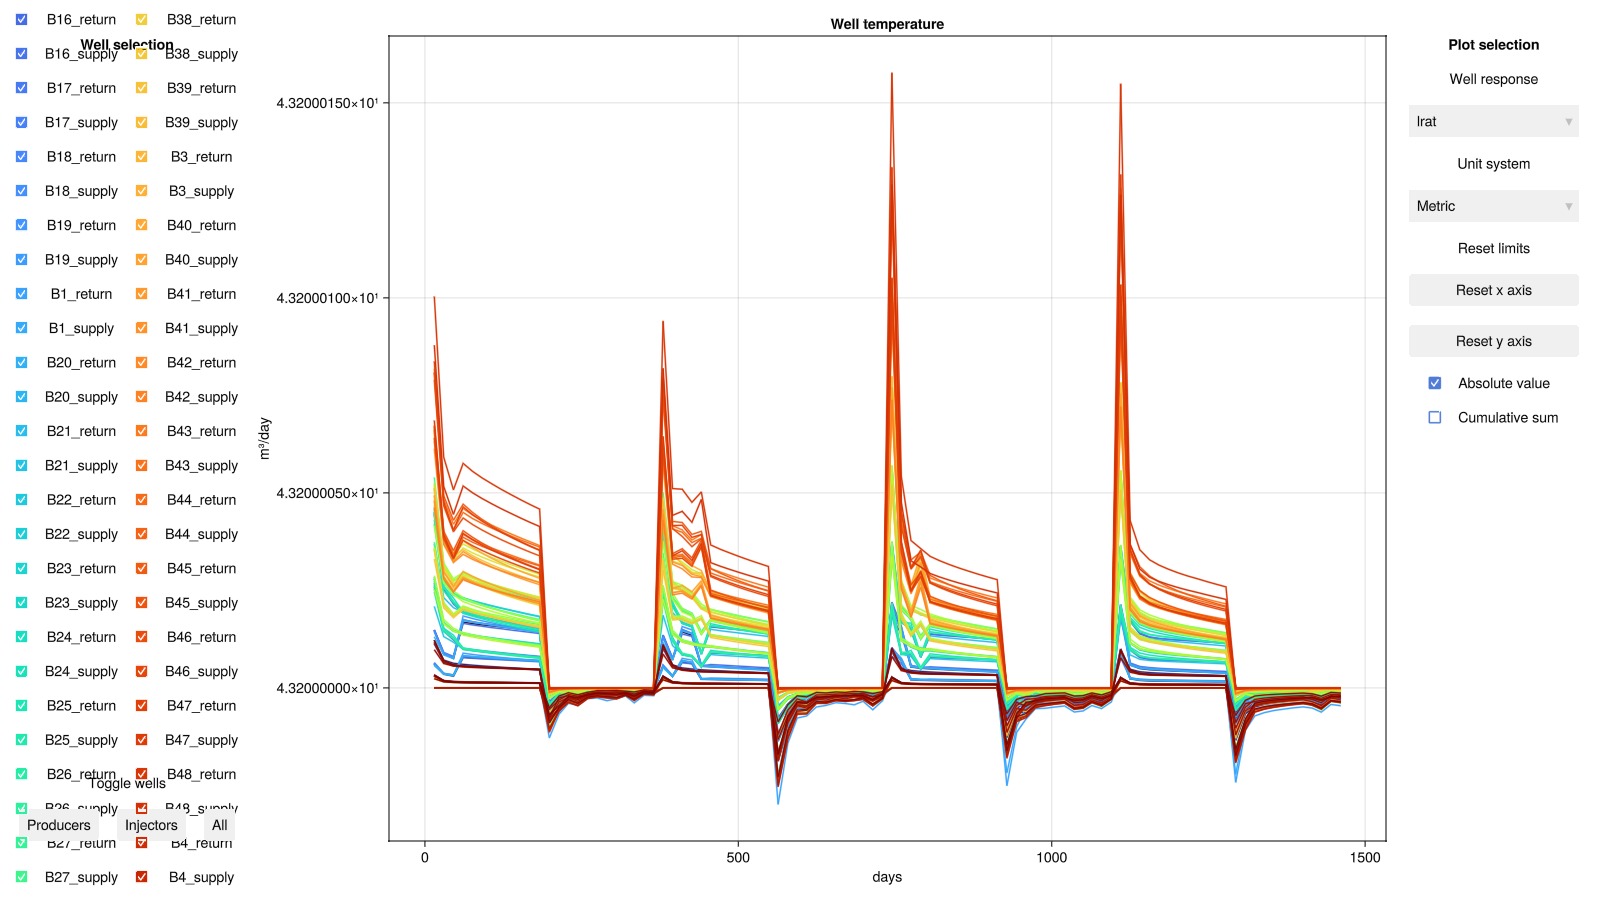 B16_return B38_return
Well selection
B16_supply B38_supply
B17_return B39_return
B17_supply B39_supply
B18_return B3_return
B18_supply B3_supply
B19_return B40_return
B19_supply B40_supply
B1_return B41_return
B1_supply B41_supply
B20_return B42_return
B20_supply B42_supply
B21_return B43_return
B21_supply B43_supply
B22_return B44_return
B22_supply B44_supply
B23_return B45_return
B23_supply B45_supply
B24_return B46_return
B24_supply B46_supply
B25_return B47_return
B25_supply B47_supply
B26_return B48_return
Toggle wells
B26_supply B48_supply
Producers Injectors All
B27_return B4_return
B27_supply B4_supply
Well temperature
4.32000150×10¹
4.32000100×10¹
4.32000050×10¹
4.32000000×10¹
m³/day
0 500 1000 1500
days
Plot selection
Well response
lrat
Unit system
Metric
Reset limits
Reset x axis
Reset y axis
Absolute value
Cumulative sum